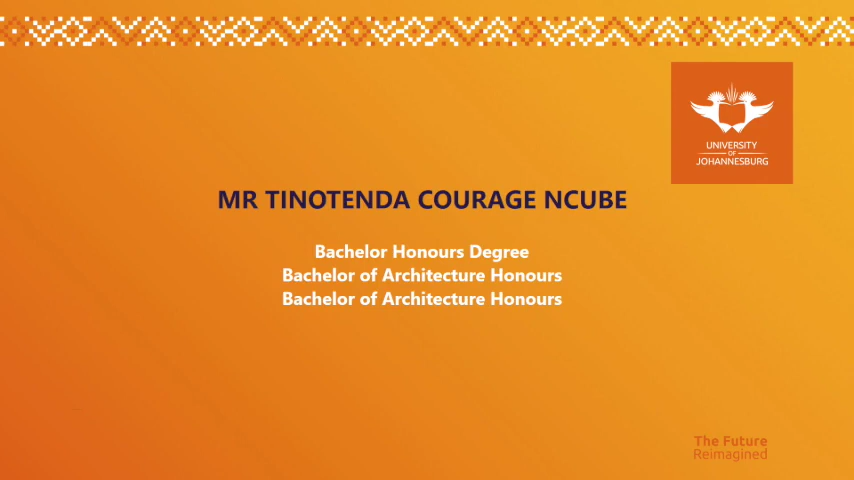 UNIVERSITY
OF
JOHANNESBURG
MR TINOTENDA COURAGE NCUBE
Bachelor Honours Degree
Bachelor of Architecture Honours
Bachelor of Architecture Honours
The Future
Reimagined